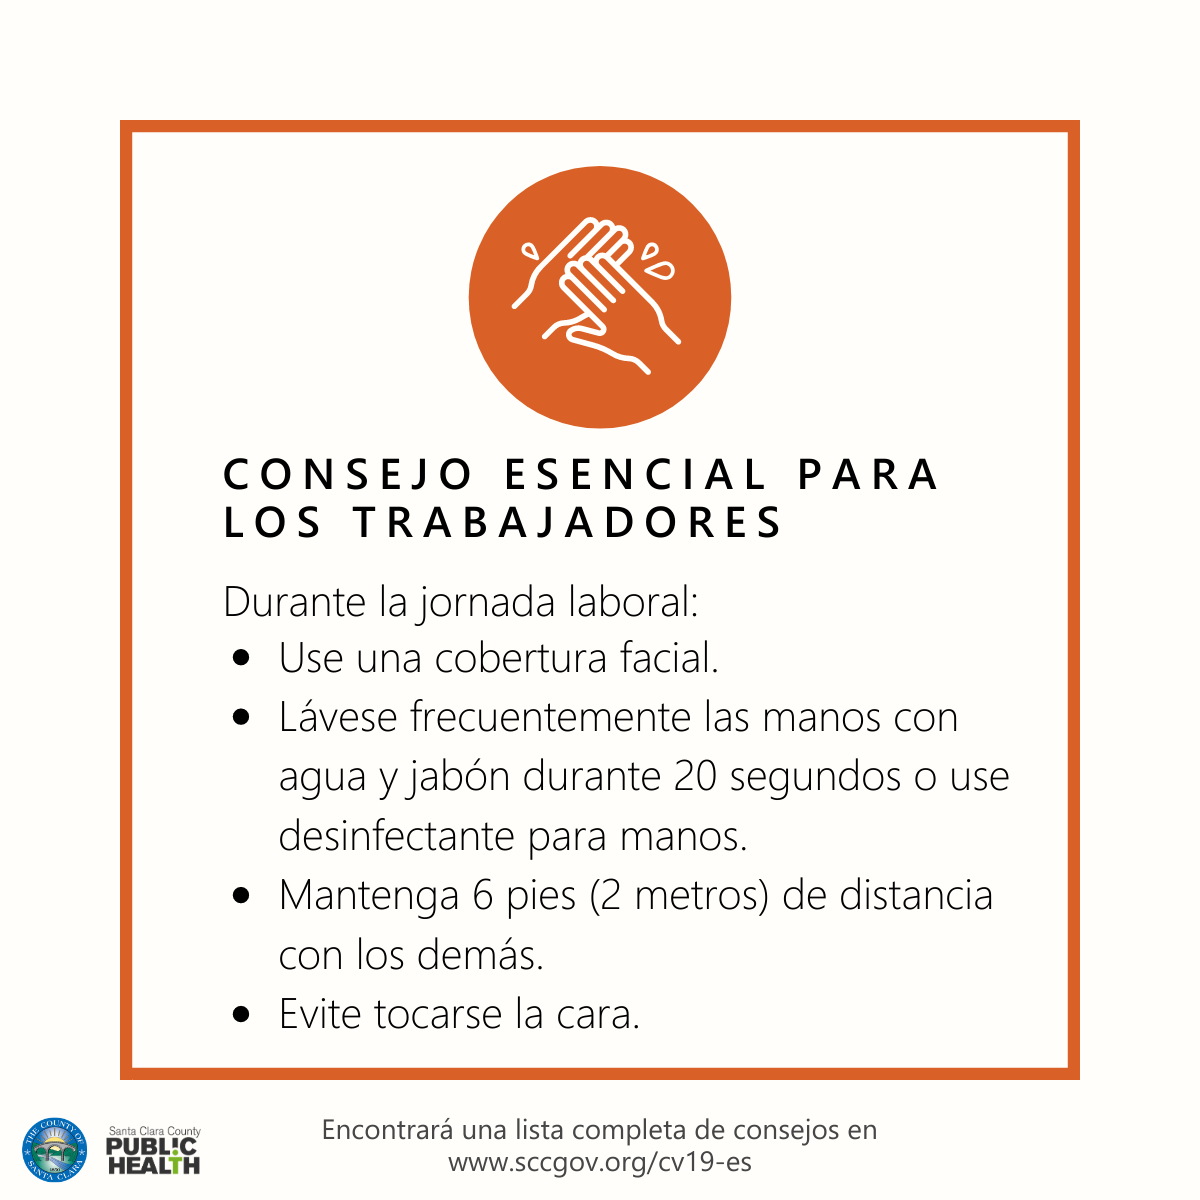 CONSEJO ESENCIAL PARA
LOS TRABAJADORES
Durante la jornada laboral:
• Use una cobertura facial.
• Lávese frecuentemente las manos con
agua y jabón durante 20 segundos o use
desinfectante para manos.
• Mantenga 6 pies (2 metros) de distancia
con los demás.
• Evite tocarse la cara.
THE COUNTY OF
SANTA CLARA
Santa Clara County
PUBLIC
HEALTH
Encontrará una lista completa de consejos en
www.sccgov.org/cv19-es